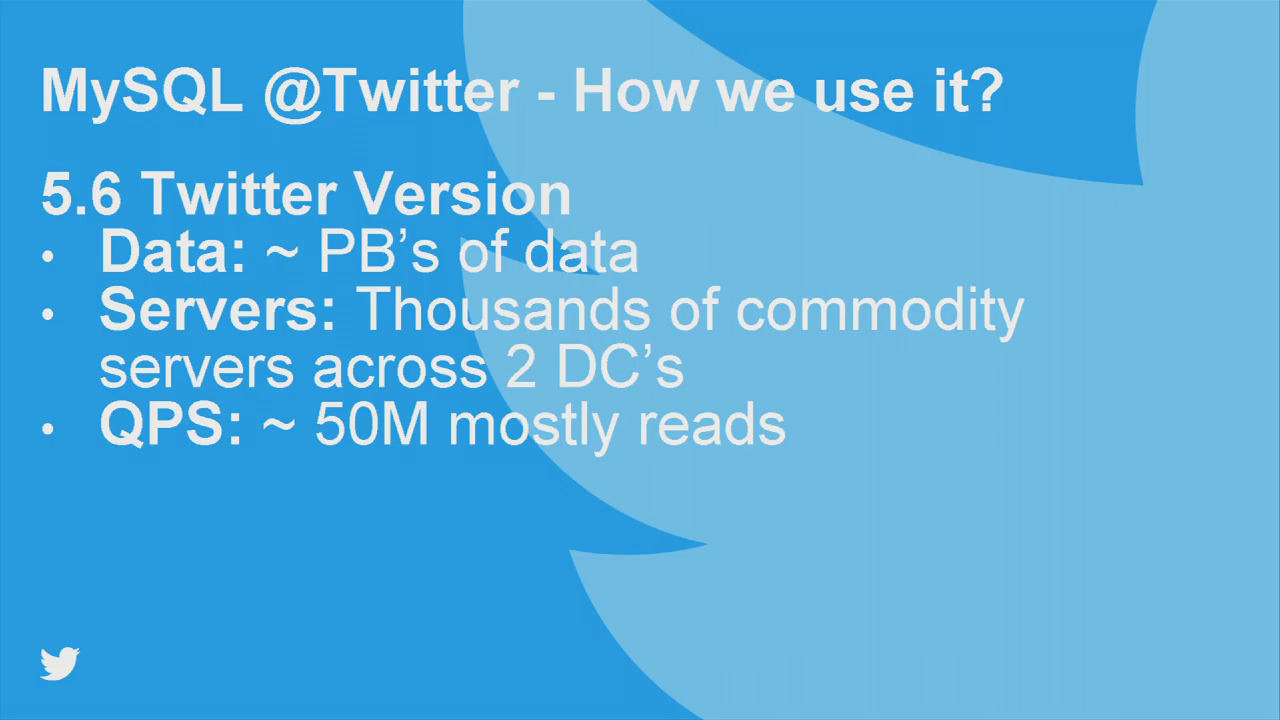 MySQL @Twitter - How we use it?
5.6 Twitter Version
• Data: ~ PB’s of data
• Servers: Thousands of commodity
servers across 2 DC’s
• QPS: ~ 50M mostly reads